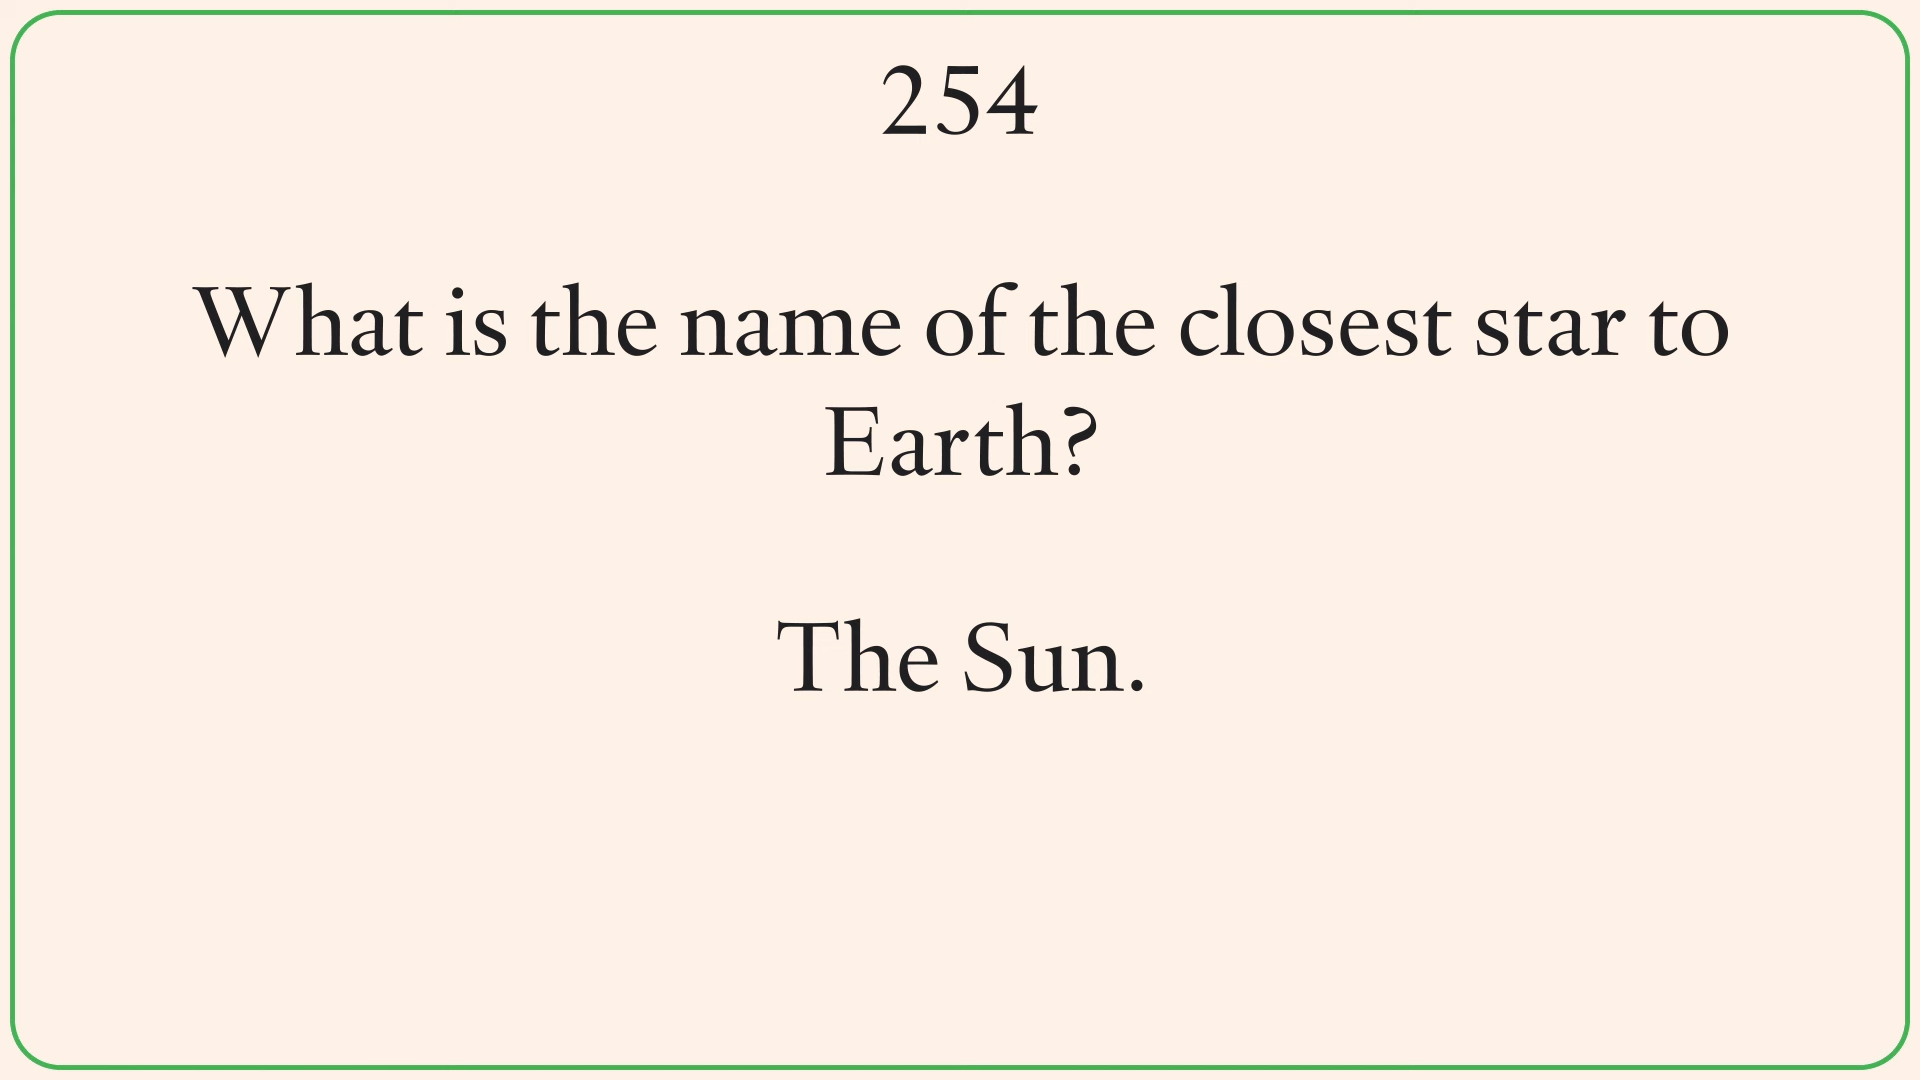 254
What is the name of the closest star to
Earth?
The Sun.